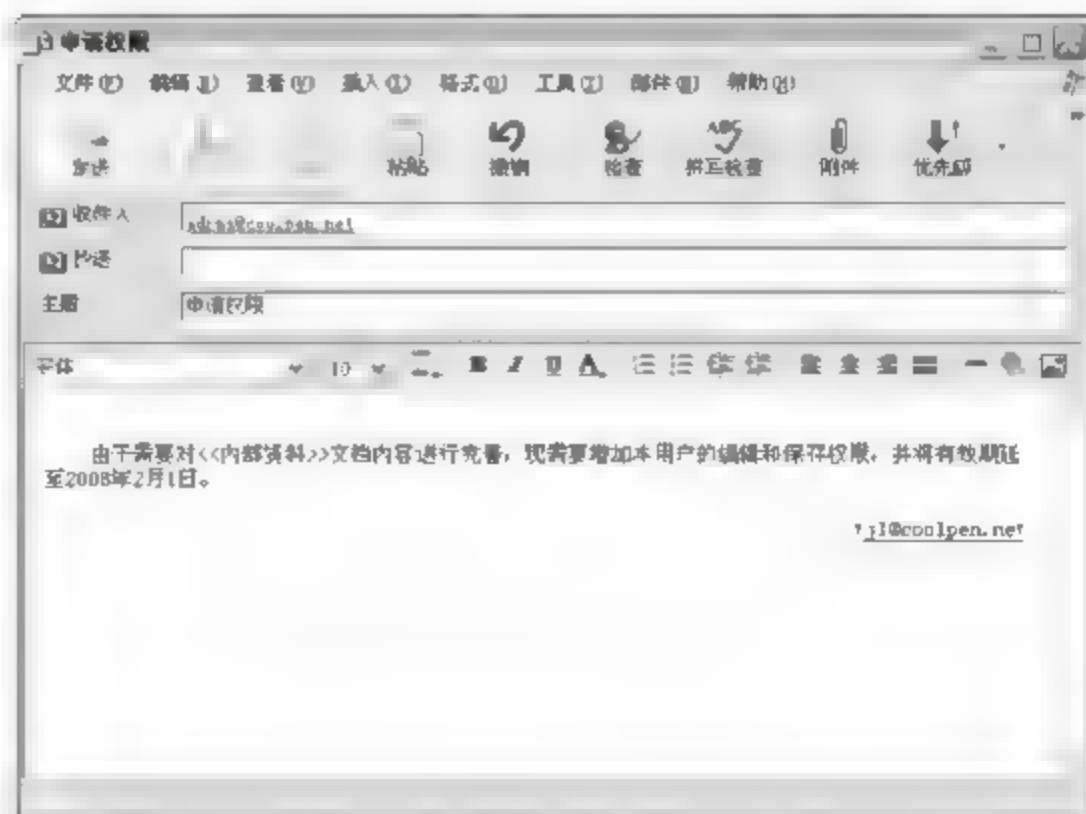 申请权限
文件(F) 编辑(E) 查看(V) 插入(I) 格式(O) 工具(T) 邮件(M) 帮助(H)
发送 粘贴 撤销 检查 拼写检查 附件 优先级
收件人
抄送
主题 申请权限
宋体 10 B I U A
由于需要对<<内部资料>>文档内容进行完善，现需要增加本用户的编辑和保存权限，并将有效期延
至2008年2月1日。